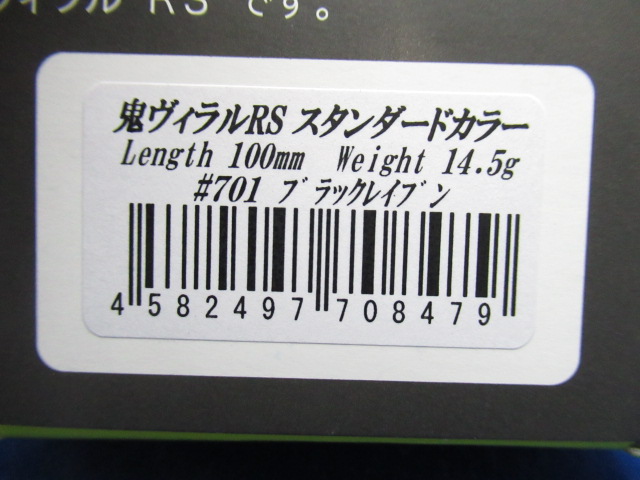 ヴィラル RS です。
鬼ヴィラルRS スタンダードカラー
Length 100mm Weight 14.5g
#701 ブラックレイブン
4 582497 708479